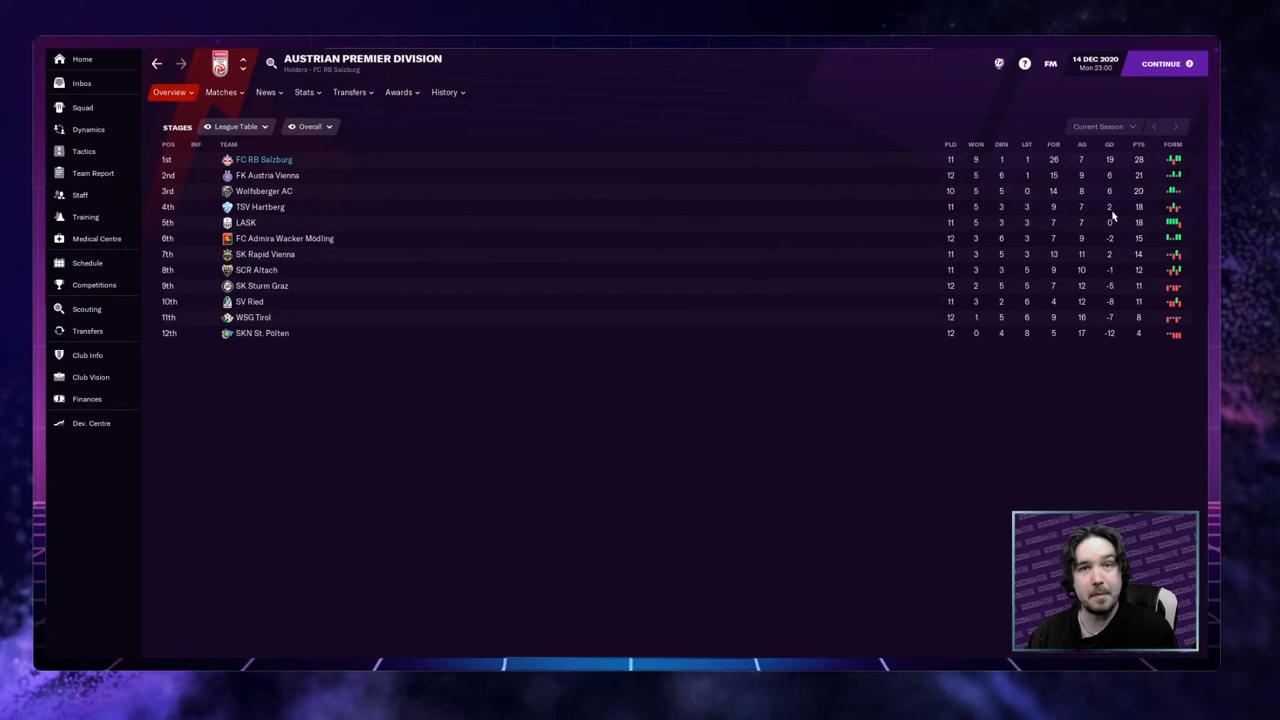 Home
Inbox
Squad
Dynamics
Tactics
Team Report
Staff
Training
Medical Centre
Schedule
Competitions
Scouting
Transfers
Club Info
Club Vision
Finances
Dev. Centre
AUSTRIAN PREMIER DIVISION
Holders - FC RB Salzburg
FM
14 DEC 2020
Mon 23:00
CONTINUE
Overview Matches News Stats Transfers Awards History
STAGES League Table Overall Current Season
POS INF TEAM PLD WON DRN LST FOR AG GD PTS FORM
1st FC RB Salzburg 11 9 1 1 26 7 19 28
2nd FK Austria Vienna 12 5 6 1 15 9 6 21
3rd Wolfsberger AC 10 5 5 0 14 8 6 20
4th TSV Hartberg 11 5 3 3 9 7 2 18
5th LASK 11 5 3 3 7 7 0 18
6th FC Admira Wacker Mödling 12 3 6 3 7 9 -2 15
7th SK Rapid Vienna 11 3 5 3 13 11 2 14
8th SCR Altach 11 3 3 5 9 10 -1 12
9th SK Sturm Graz 12 2 5 5 7 12 -5 11
10th SV Ried 11 3 2 6 4 12 -8 11
11th WSG Tirol 12 1 5 6 9 16 -7 8
12th SKN St. Pölten 12 0 4 8 5 17 -12 4